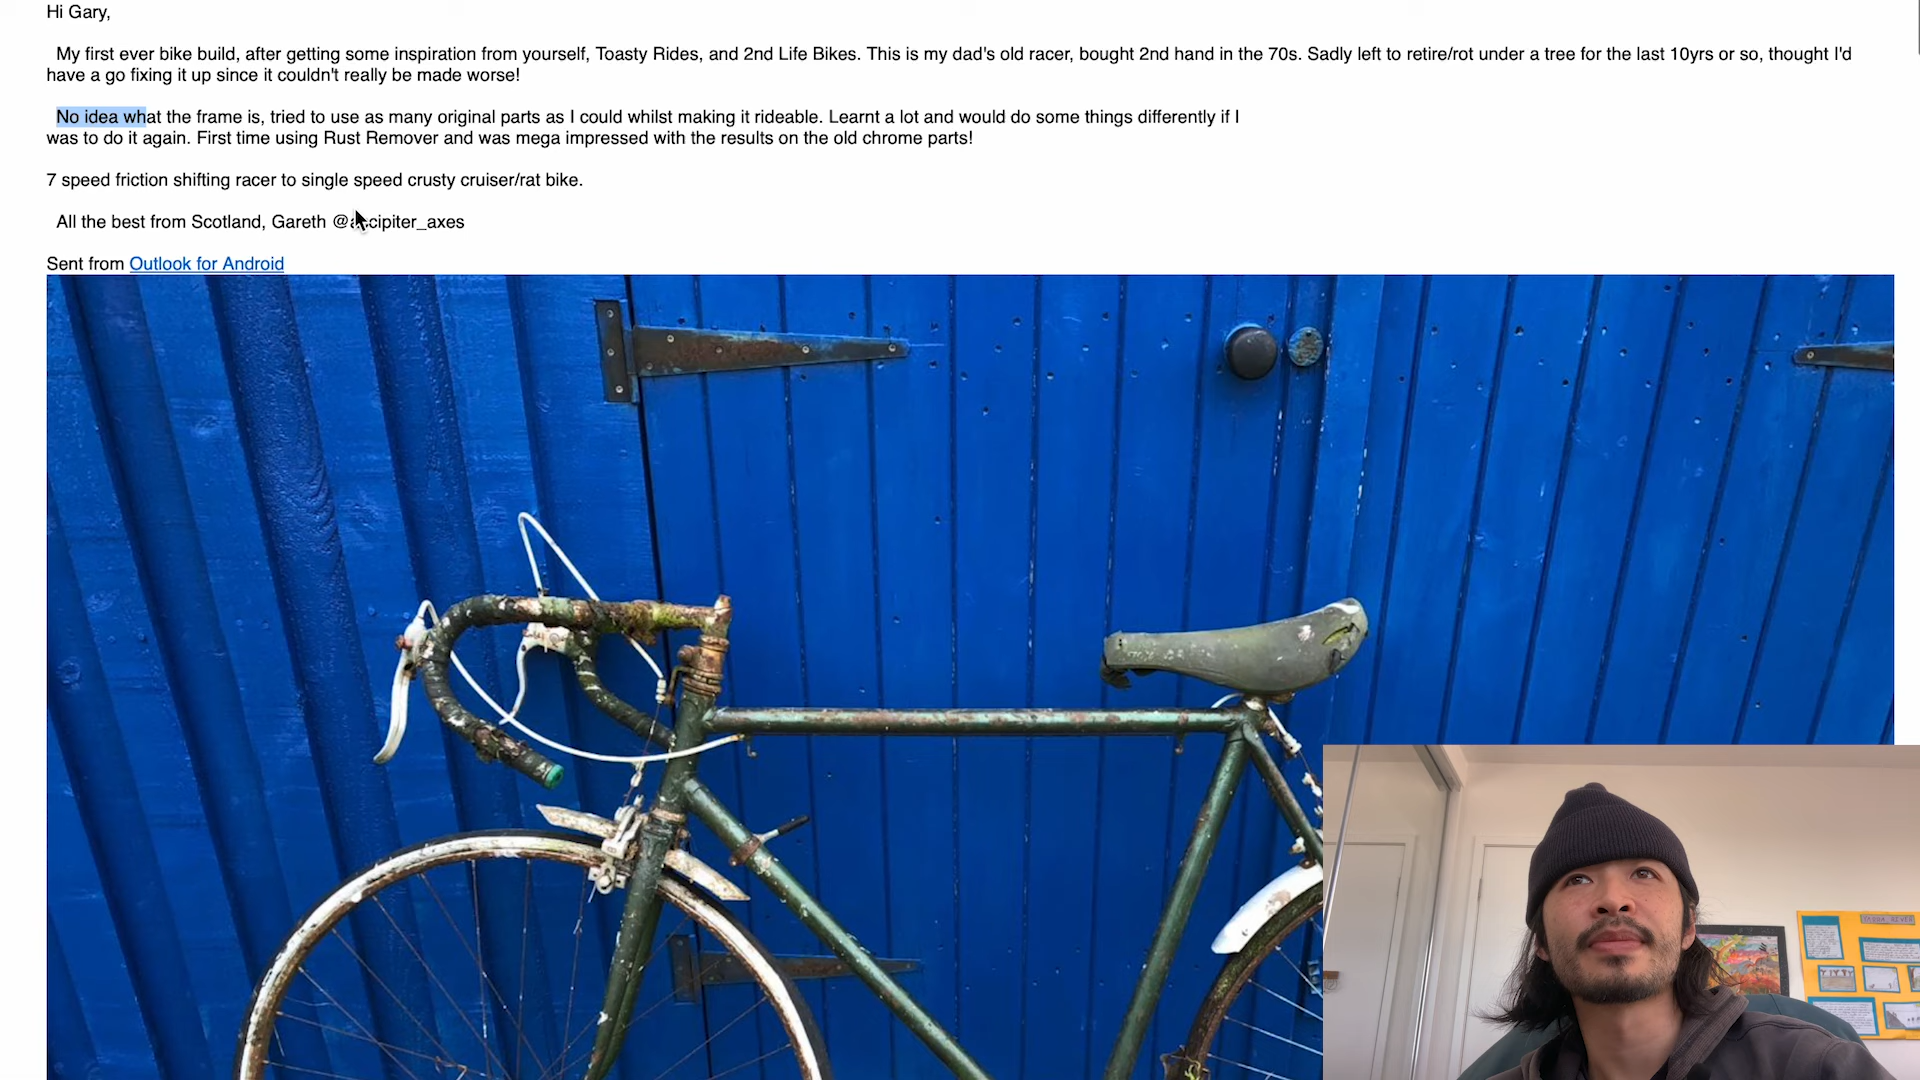 Hi Gary,
My first ever bike build, after getting some inspiration from yourself, Toasty Rides, and 2nd Life Bikes. This is my dad's old racer, bought 2nd hand in the 70s. Sadly left to retire/rot under a tree for the last 10yrs or so, thought I'd
have a go fixing it up since it couldn't really be made worse!
No idea what the frame is, tried to use as many original parts as I could whilst making it rideable. Learnt a lot and would do some things differently if I
was to do it again. First time using Rust Remover and was mega impressed with the results on the old chrome parts!
7 speed friction shifting racer to single speed crusty cruiser/rat bike.
All the best from Scotland, Gareth @accipiter_axes
Sent from Outlook for Android